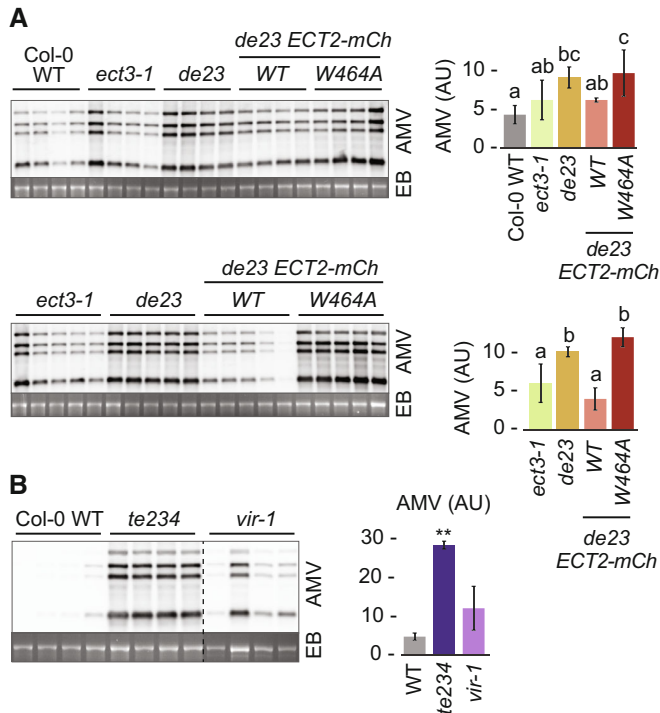 A
Col-0
WT
ect3-1
de23
de23 ECT2-mCh
WT
W464A
AMV
EB
AMV (AU)
10 -
5 -
0 -
a
ab
bc
ab
c
Col-0 WT
ect3-1
de23
WT
W464A
de23
ECT2-mCh
de23 ECT2-mCh
ect3-1
de23
WT
W464A
AMV
EB
AMV (AU)
10 -
5 -
0 -
a
b
a
b
ect3-1
de23
WT
W464A
de23
ECT2-mCh
B
Col-0 WT
te234
vir-1
AMV
EB
AMV (AU)
30 -
20 -
10 -
0 -
**
WT
te234
vir-1